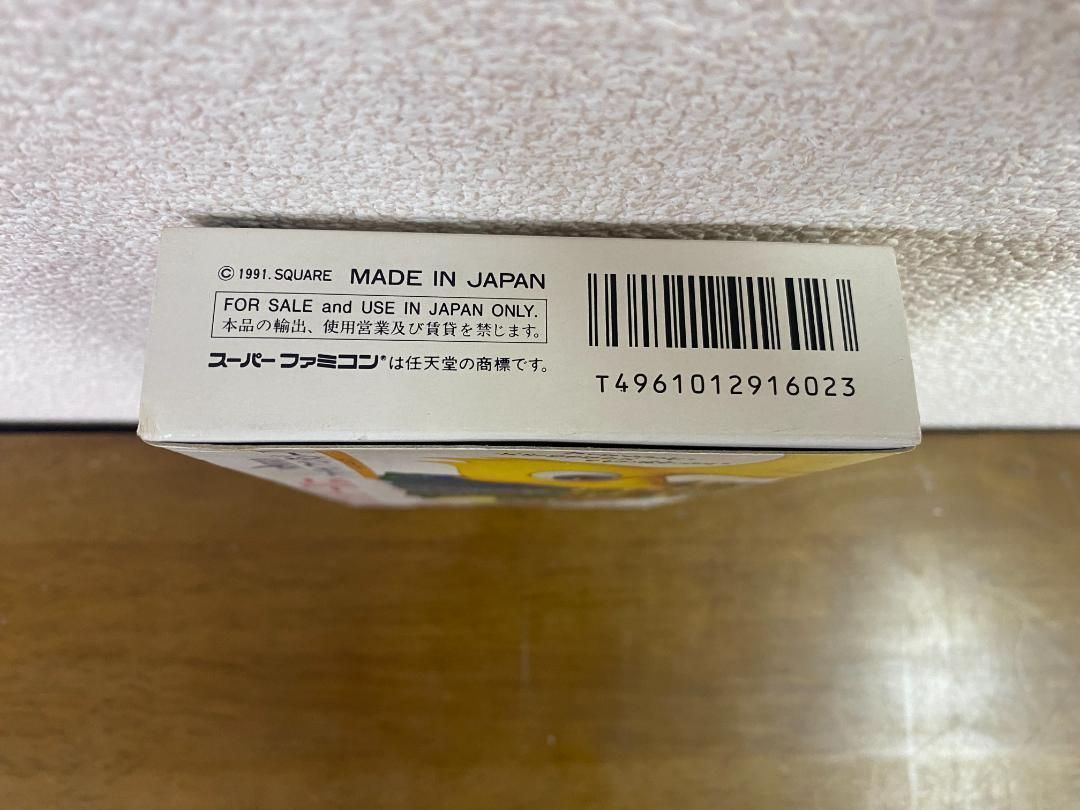 © 1991. SQUARE MADE IN JAPAN
FOR SALE and USE IN JAPAN ONLY.
本品の輸出、使用営業及び賃貸を禁じます。
スーパーファミコン®は任天堂の商標です。
T4961012916023